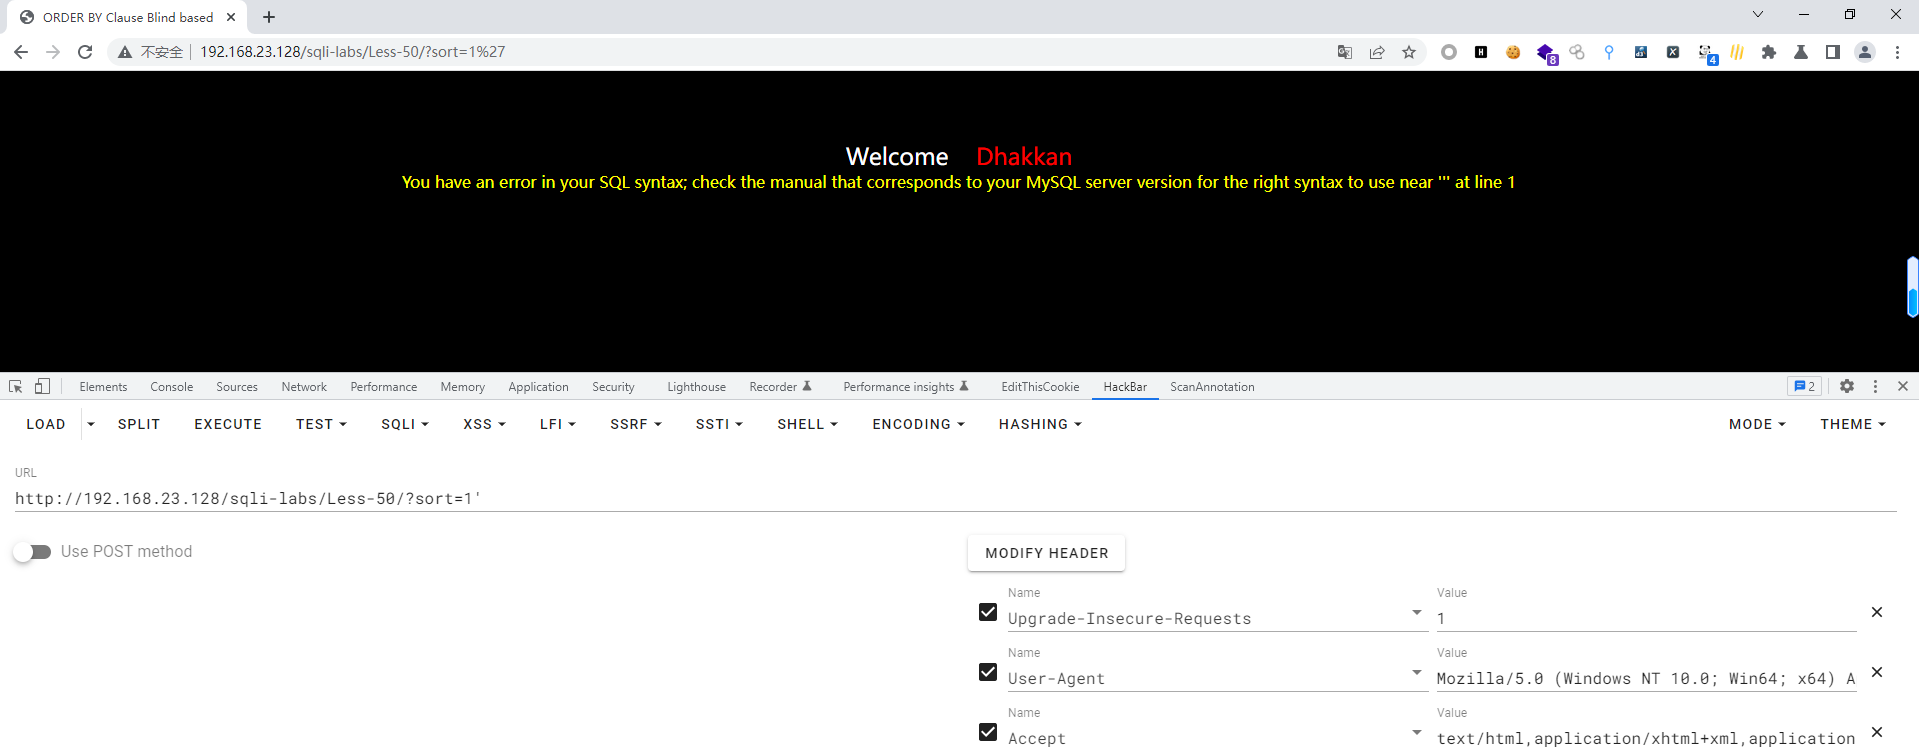 ORDER BY Clause Blind based
不安全 192.168.23.128/sqli-labs/Less-50/?sort=1%27
8
4
Welcome Dhakkan
You have an error in your SQL syntax; check the manual that corresponds to your MySQL server version for the right syntax to use near ''' at line 1
Elements Console Sources Network Performance Memory Application Security Lighthouse Recorder Performance insights EditThisCookie HackBar ScanAnnotation 2
LOAD SPLIT EXECUTE TEST SQLI XSS LFI SSRF SSTI SHELL ENCODING HASHING MODE THEME
URL
http://192.168.23.128/sqli-labs/Less-50/?sort=1'
Use POST method
MODIFY HEADER
Name Value
Upgrade-Insecure-Requests 1
Name Value
User-Agent Mozilla/5.0 (Windows NT 10.0; Win64; x64) A
Name Value
Accept text/html,application/xhtml+xml,application